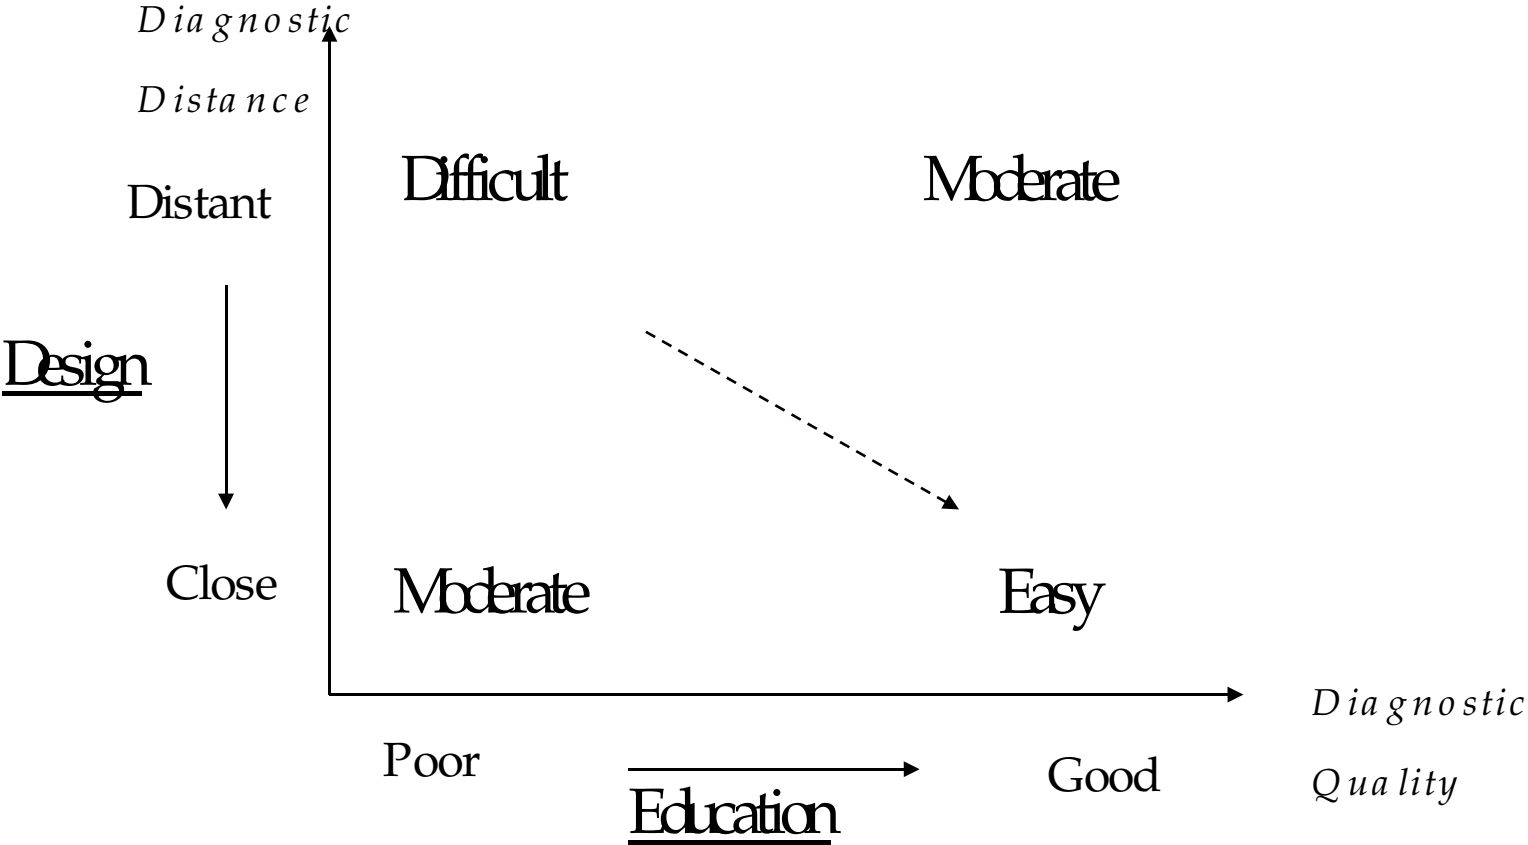 Diagnostic
Distance
Difficult Moderate
Distant
Design
Close Moderate Easy
Diagnostic
Poor Good Quality
Education